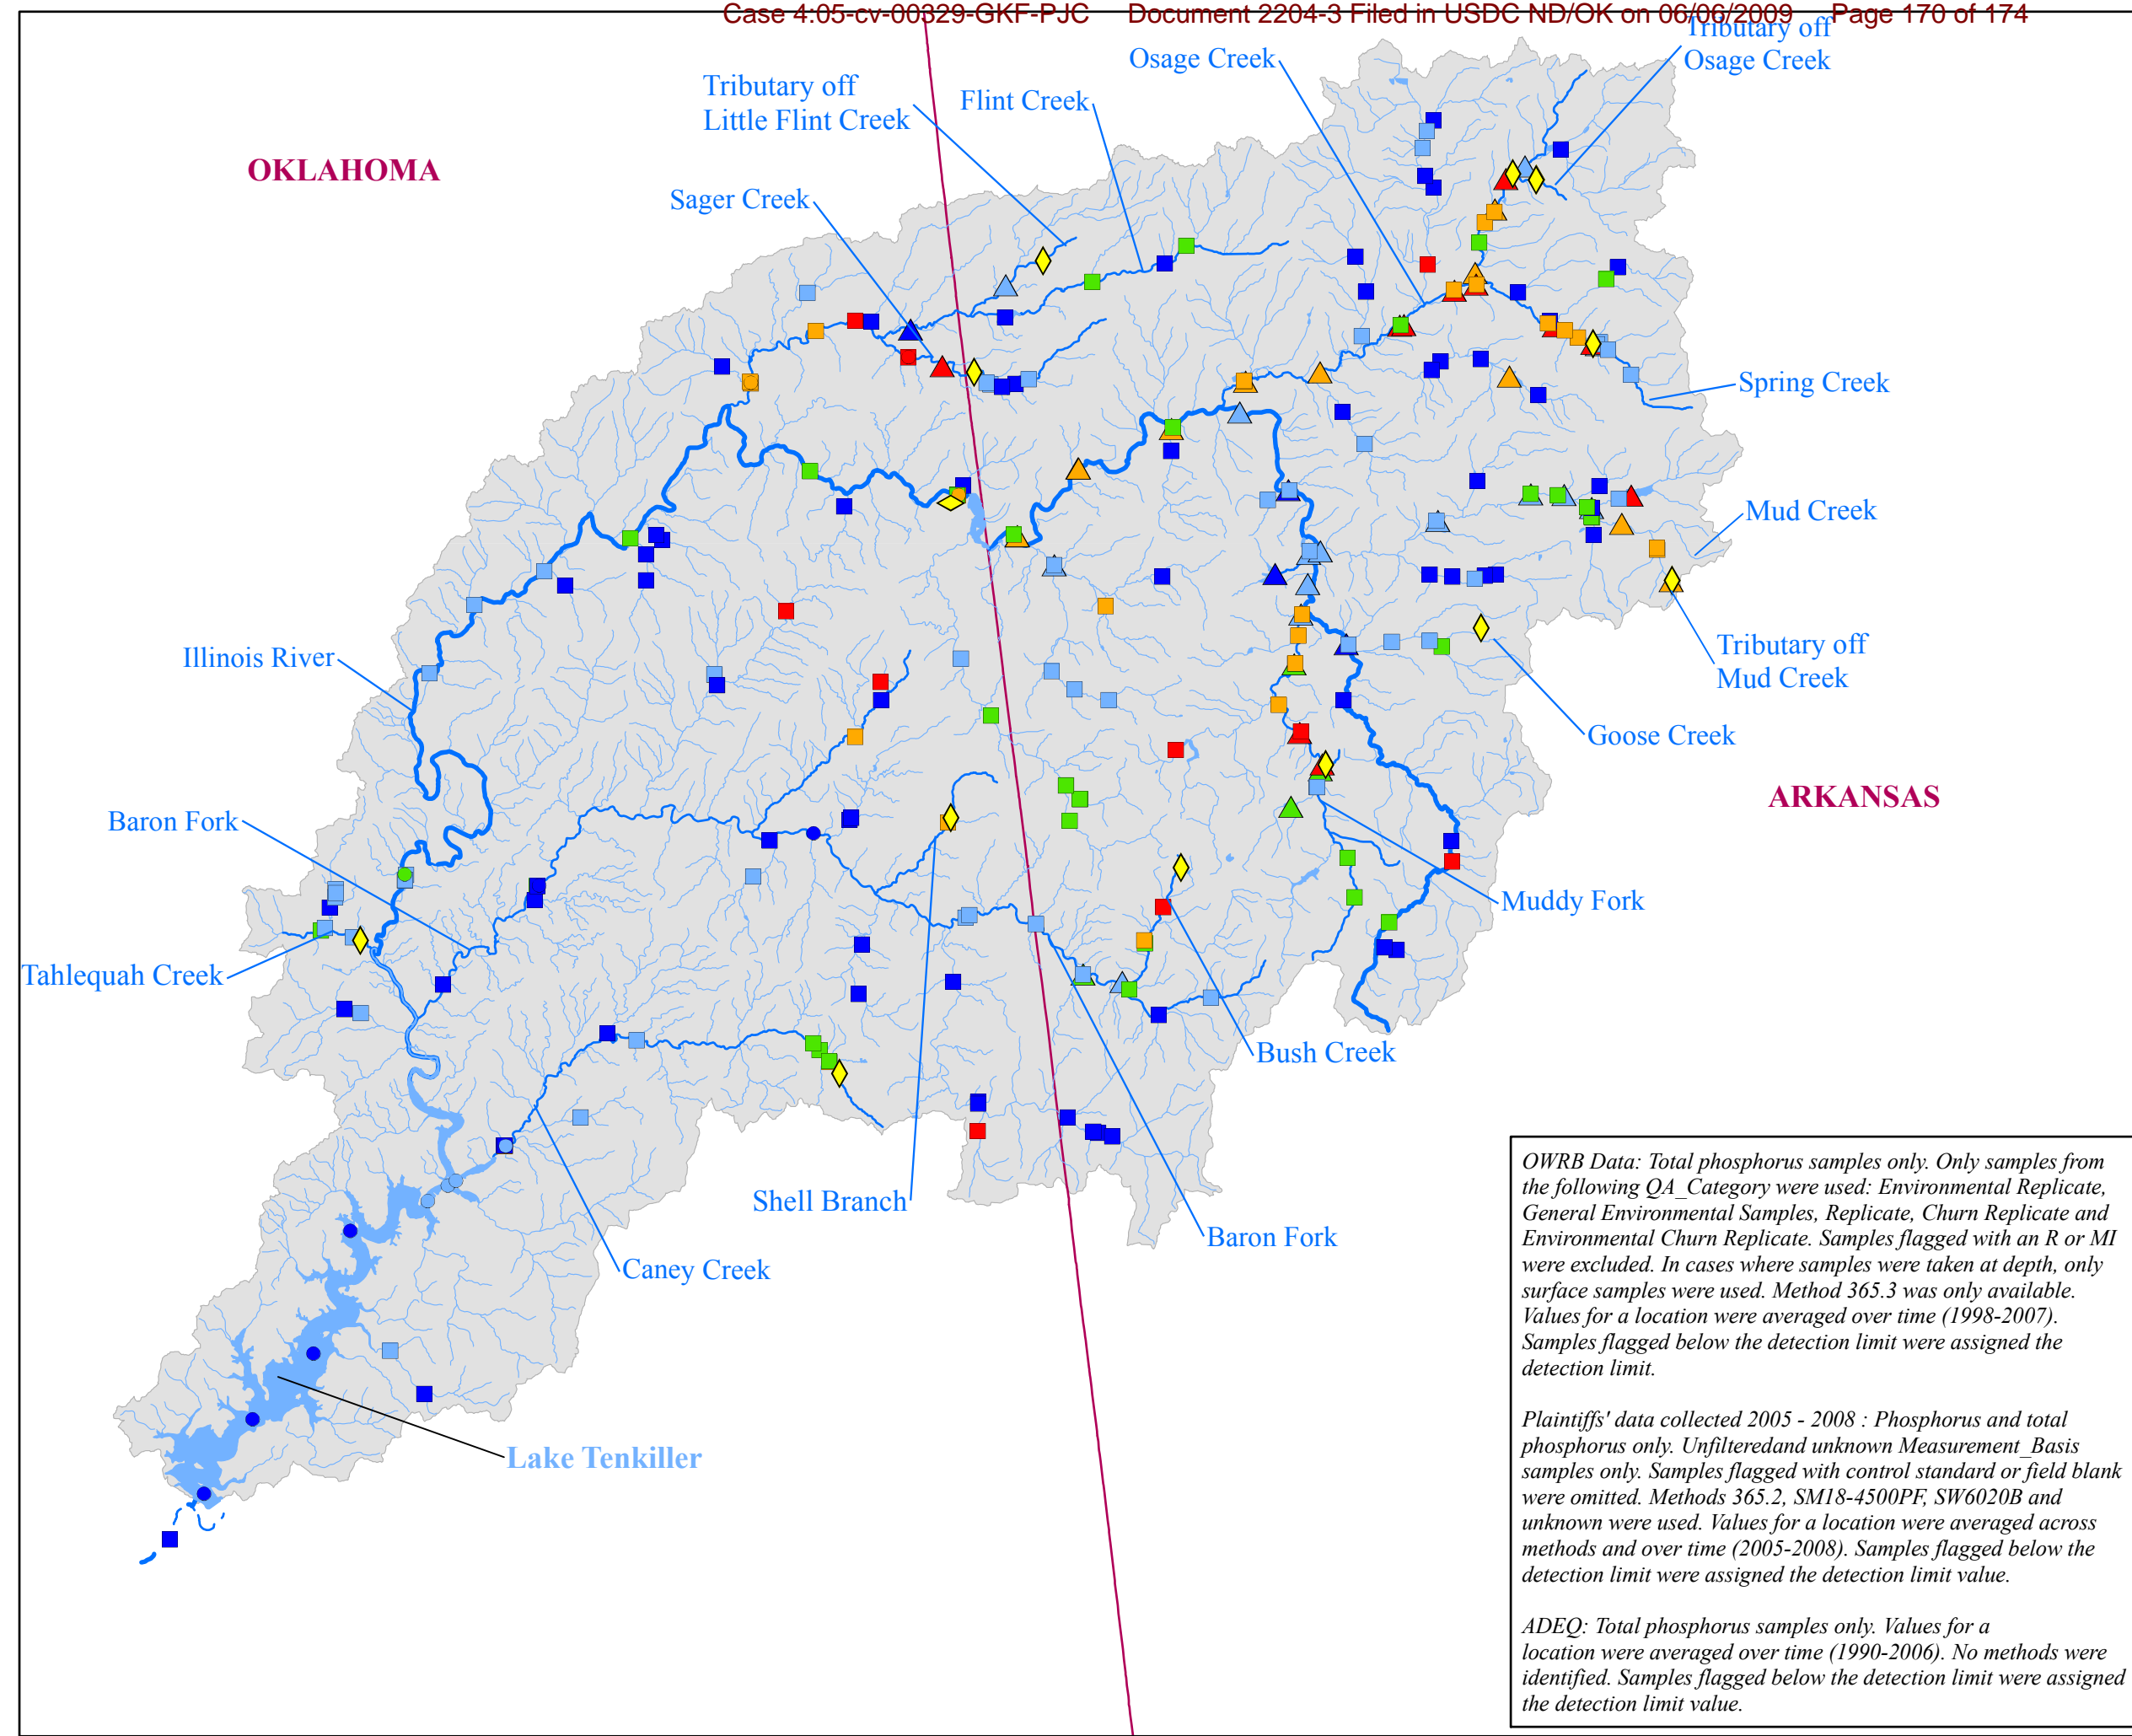 Case 4:05-cv-00329-GKF-PJC Document 2204-3 Filed in USDC ND/OK on 06/06/2009 Page 170 of 174
Tributary off
Osage Creek
Osage Creek
Tributary off
Little Flint Creek
Flint Creek
OKLAHOMA
Sager Creek
Spring Creek
Mud Creek
Illinois River
Tributary off
Mud Creek
Goose Creek
ARKANSAS
Baron Fork
Muddy Fork
Tahlequah Creek
Bush Creek
Shell Branch
Baron Fork
Caney Creek
Lake Tenkiller
OWRB Data: Total phosphorus samples only. Only samples from
the following QA_Category were used: Environmental Replicate,
General Environmental Samples, Replicate, Churn Replicate and
Environmental Churn Replicate. Samples flagged with an R or MI
were excluded. In cases where samples were taken at depth, only
surface samples were used. Method 365.3 was only available.
Values for a location were averaged over time (1998-2007).
Samples flagged below the detection limit were assigned the
detection limit.
Plaintiffs' data collected 2005 - 2008 : Phosphorus and total
phosphorus only. Unfilteredand unknown Measurement_Basis
samples only. Samples flagged with control standard or field blank
were omitted. Methods 365.2, SM18-4500PF, SW6020B and
unknown were used. Values for a location were averaged across
methods and over time (2005-2008). Samples flagged below the
detection limit were assigned the detection limit value.
ADEQ: Total phosphorus samples only. Values for a
location were averaged over time (1990-2006). No methods were
identified. Samples flagged below the detection limit were assigned
the detection limit value.